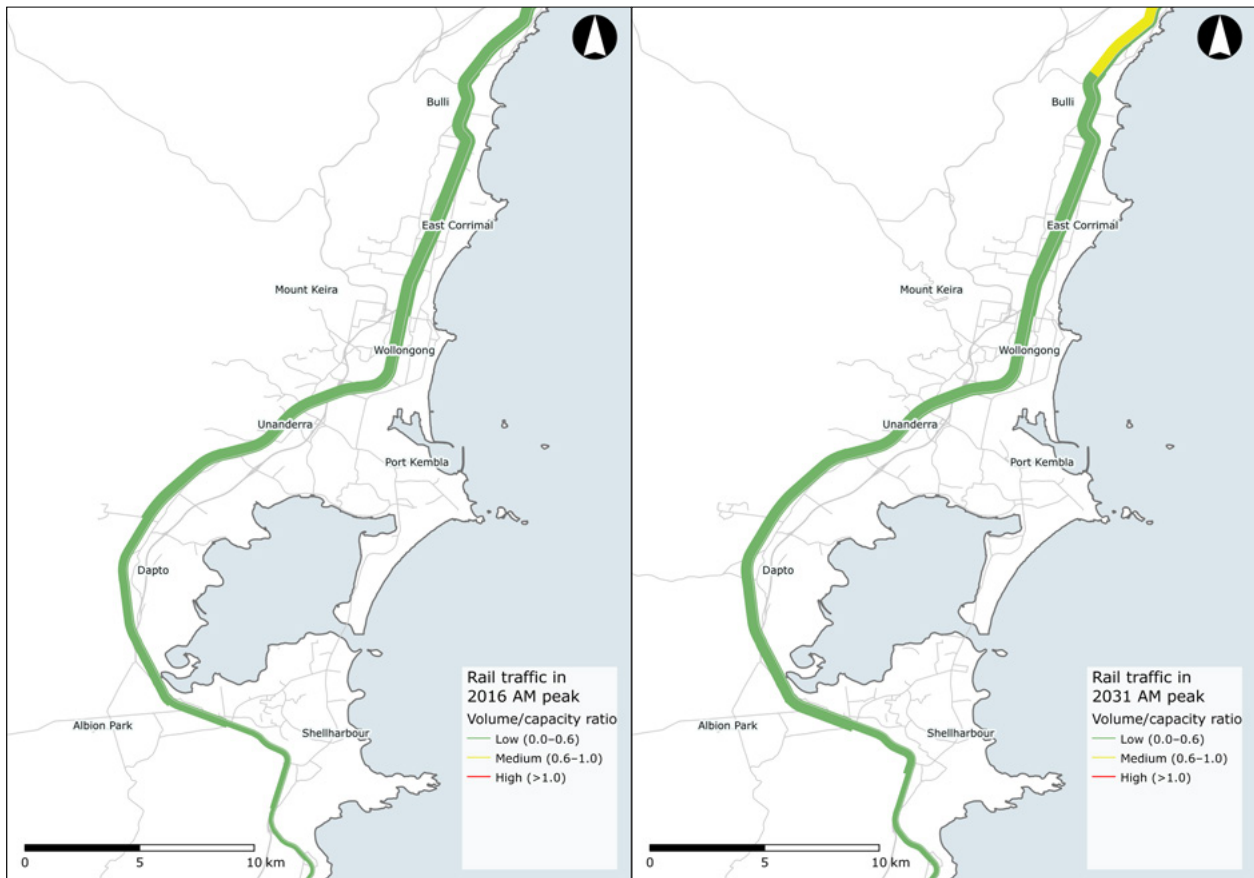 Bulli
East Corrimal
Mount Keira
Wollongong
Unanderra
Port Kembla
Dapto
Albion Park
Shellharbour
Rail traffic in
2016 AM peak
Volume/capacity ratio
Low (0.0–0.6)
Medium (0.6–1.0)
High (>1.0)
0 5 10 km
Bulli
East Corrimal
Mount Keira
Wollongong
Unanderra
Port Kembla
Dapto
Albion Park
Shellharbour
Rail traffic in
2031 AM peak
Volume/capacity ratio
Low (0.0–0.6)
Medium (0.6–1.0)
High (>1.0)
0 5 10 km